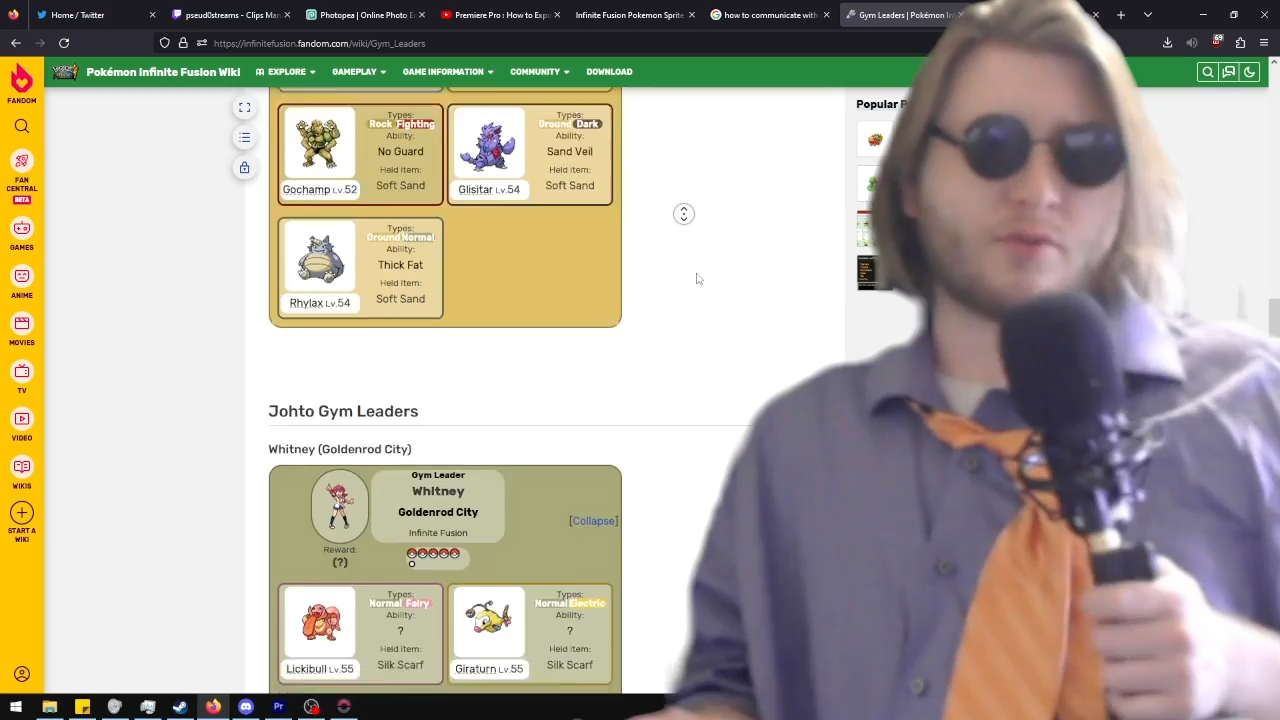 Home / Twitter
pseud0streams - Clips Man
Photopea | Online Photo E
Premiere Pro : How to Expo
Infinite Fusion Pokemon Sprite
how to communicate with
Gym Leaders | Pokémon In
https://infinitefusion.fandom.com/wiki/Gym_Leaders
69
FANDOM
FAN CENTRAL
BETA
GAMES
ANIME
MOVIES
TV
VIDEO
WIKIS
START A WIKI
Pokémon Infinite Fusion Wiki
EXPLORE
GAMEPLAY
GAME INFORMATION
COMMUNITY
DOWNLOAD
Popular P
Types:
Rock Fighting
Ability:
No Guard
Held item:
Soft Sand
Gochamp Lv.52
Types:
Ground Dark
Ability:
Sand Veil
Held item:
Soft Sand
Glisitar Lv.54
Types:
Ground Normal
Ability:
Thick Fat
Held item:
Soft Sand
Rhylax Lv.54
Johto Gym Leaders
Whitney (Goldenrod City)
Gym Leader
Whitney
Goldenrod City
Infinite Fusion
[Collapse]
Reward:
(?)
Types:
Normal Fairy
Ability:
?
Held item:
Silk Scarf
Lickibull Lv.55
Types:
Normal Electric
Ability:
?
Held item:
Silk Scarf
Giraturn Lv.55
Pr